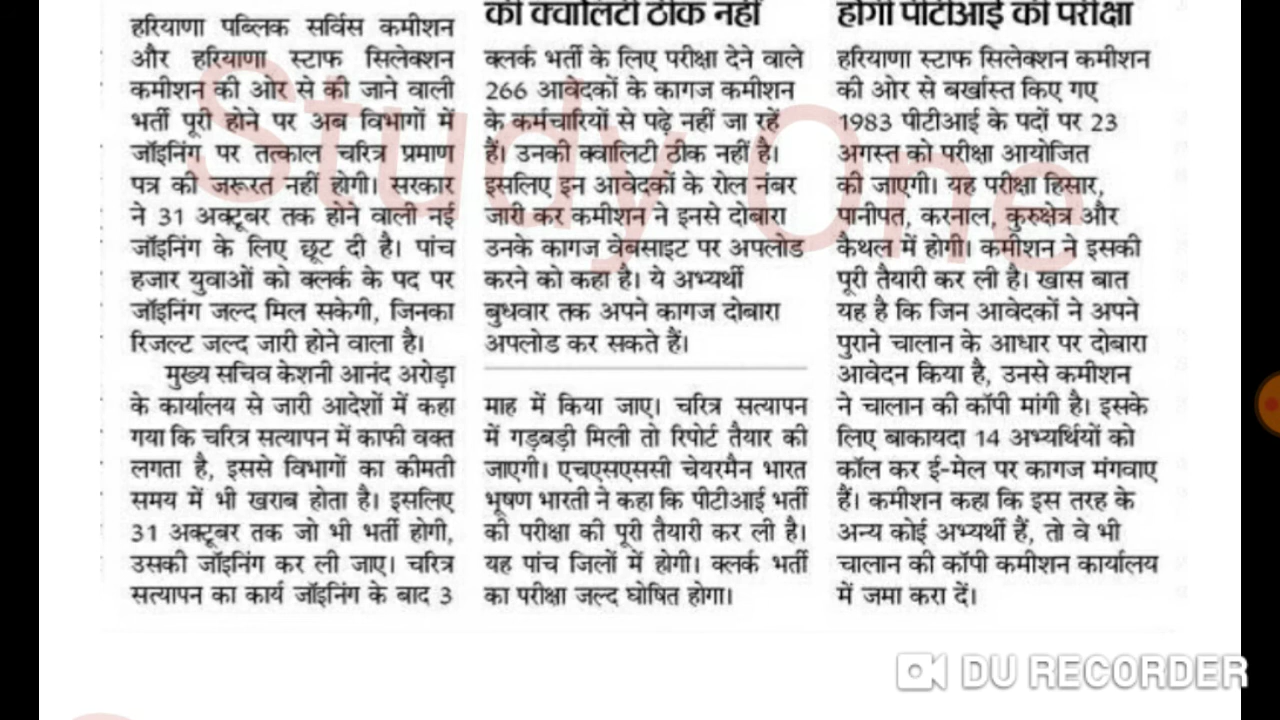 हरियाणा पब्लिक सर्विस कमीशन
और हरियाणा स्टाफ सिलेक्शन
कमीशन की ओर से की जाने वाली
भर्ती पूरी होने पर अब विभागों में
जॉइनिंग पर तत्काल चरित्र प्रमाण
पत्र की जरूरत नहीं होगी। सरकार
ने 31 अक्टूबर तक होने वाली नई
जॉइनिंग के लिए छूट दी है। पांच
हजार युवाओं को क्लर्क के पद पर
जॉइनिंग जल्द मिल सकेगी, जिनका
रिजल्ट जल्द जारी होने वाला है।
मुख्य सचिव केशनी आनंद अरोड़ा
के कार्यालय से जारी आदेशों में कहा
गया कि चरित्र सत्यापन में काफी वक्त
लगता है, इससे विभागों का कीमती
समय में भी खराब होता है। इसलिए
31 अक्टूबर तक जो भी भर्ती होगी,
उसकी जॉइनिंग कर ली जाए। चरित्र
सत्यापन का कार्य जॉइनिंग के बाद 3
की क्वालिटी ठीक नहीं
क्लर्क भर्ती के लिए परीक्षा देने वाले
266 आवेदकों के कागज कमीशन
के कर्मचारियों से पढ़े नहीं जा रहें
हैं। उनकी क्वालिटी ठीक नहीं है।
इसलिए इन आवेदकों के रोल नंबर
जारी कर कमीशन ने इनसे दोबारा
उनके कागज वेबसाइट पर अपलोड
करने को कहा है। ये अभ्यर्थी
बुधवार तक अपने कागज दोबारा
अपलोड कर सकते हैं।
माह में किया जाए। चरित्र सत्यापन
में गड़बड़ी मिली तो रिपोर्ट तैयार की
जाएगी। एचएसएससी चेयरमैन भारत
भूषण भारती ने कहा कि पीटीआई भर्ती
की परीक्षा की पूरी तैयारी कर ली है।
यह पांच जिलों में होगी। क्लर्क भर्ती
का परीक्षा जल्द घोषित होगा।
होगी पीटीआई की परीक्षा
हरियाणा स्टाफ सिलेक्शन कमीशन
की ओर से बर्खास्त किए गए
1983 पीटीआई के पदों पर 23
अगस्त को परीक्षा आयोजित
की जाएगी। यह परीक्षा हिसार,
पानीपत, करनाल, कुरुक्षेत्र और
कैथल में होगी। कमीशन ने इसकी
पूरी तैयारी कर ली है। खास बात
यह है कि जिन आवेदकों ने अपने
पुराने चालान के आधार पर दोबारा
आवेदन किया है, उनसे कमीशन
ने चालान की कॉपी मांगी है। इसके
लिए बाकायदा 14 अभ्यर्थियों को
कॉल कर ई-मेल पर कागज मंगवाए
हैं। कमीशन कहा कि इस तरह के
अन्य कोई अभ्यर्थी हैं, तो वे भी
चालान की कॉपी कमीशन कार्यालय
में जमा करा दें।
Study One
DU RECORDER